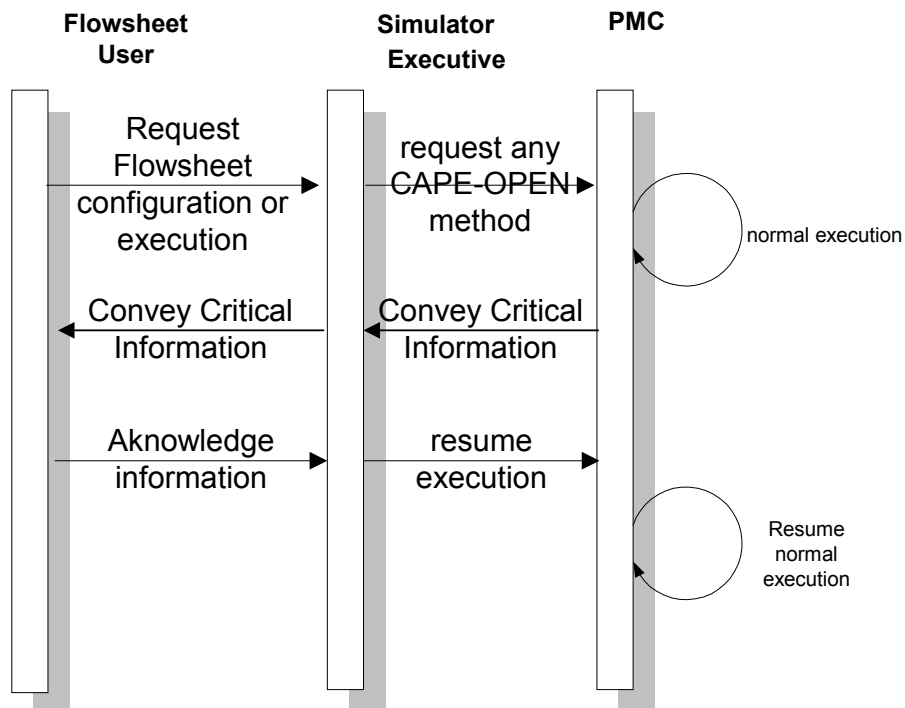 Flowsheet
User
Simulator
Executive
PMC
Request
Flowsheet
configuration or
execution
request any
CAPE-OPEN
method
normal execution
Convey Critical
Information
Convey Critical
Information
Aknowledge
information
resume
execution
Resume
normal
execution